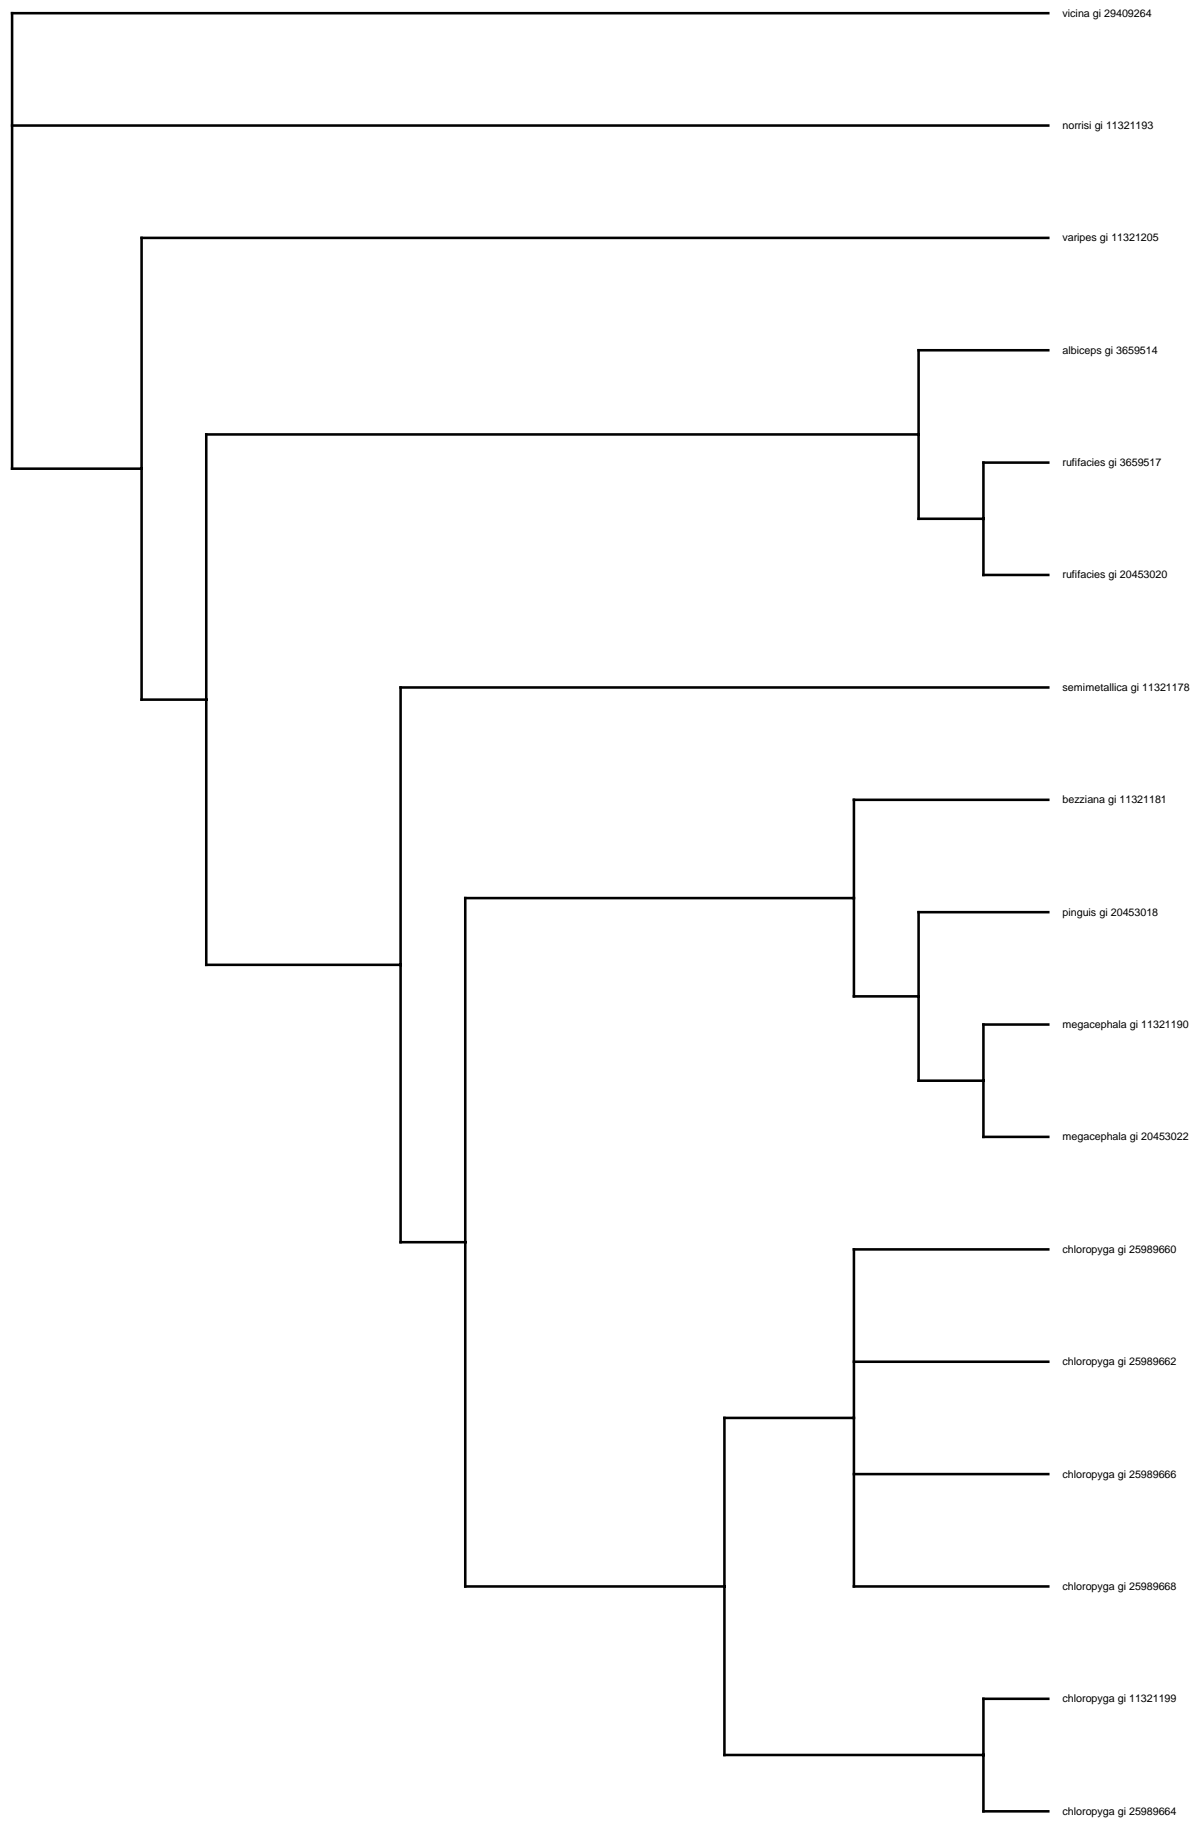 vicina gi 29409264
norrisi gi 11321193
varipes gi 11321205
albiceps gi 3659514
rufifacies gi 3659517
rufifacies gi 20453020
semimetallica gi 11321178
bezziana gi 11321181
pinguis gi 20453018
megacephala gi 11321190
megacephala gi 20453022
chloropyga gi 25989660
chloropyga gi 25989662
chloropyga gi 25989666
chloropyga gi 25989668
chloropyga gi 11321199
chloropyga gi 25989664